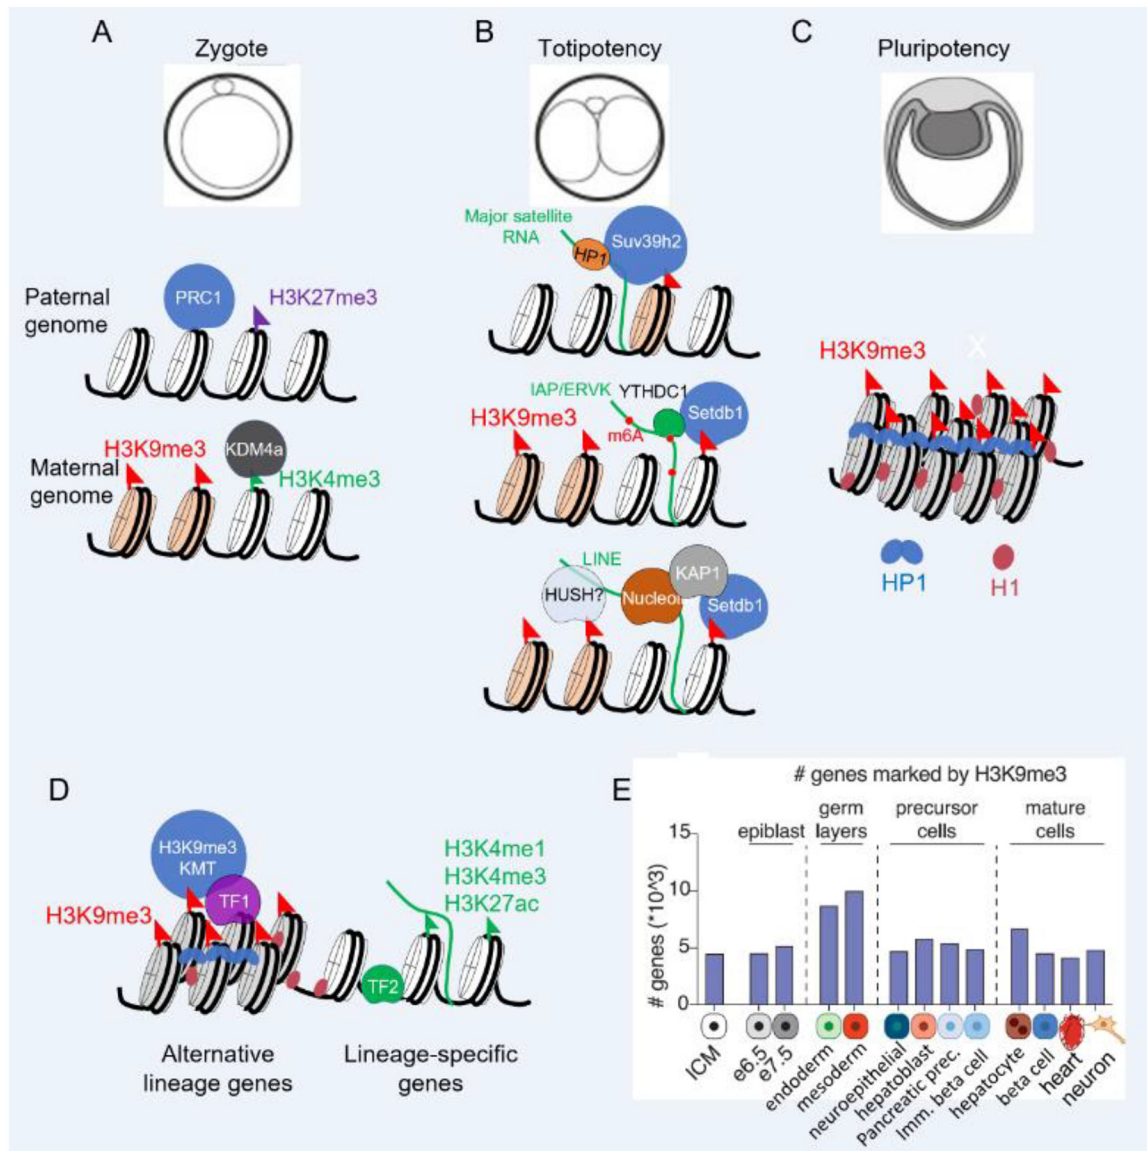 A
Zygote
Paternal
genome
PRC1
H3K27me3
Maternal
genome
H3K9me3
KDM4a
H3K4me3
B
Totipotency
Major satellite
RNA
HP1
Suv39h2
IAP/ERVK
YTHDC1
Setdb1
H3K9me3
m6A
LINE
HUSH?
Nucleoli
KAP1
Setdb1
C
Pluripotency
H3K9me3
X
HP1
H1
D
H3K9me3
KMT
TF1
H3K9me3
TF2
H3K4me1
H3K4me3
H3K27ac
Alternative
lineage genes
Lineage-specific
genes
E
# genes marked by H3K9me3
epiblast
germ
layers
precursor
cells
mature
cells
# genes (*10^3)
15
10
5
0
ICM
e6.5
e7.5
endoderm
mesoderm
neuroepithelial
hepatoblast
Pancreatic prec.
Imm. beta cell
hepatocyte
beta cell
heart
neuron